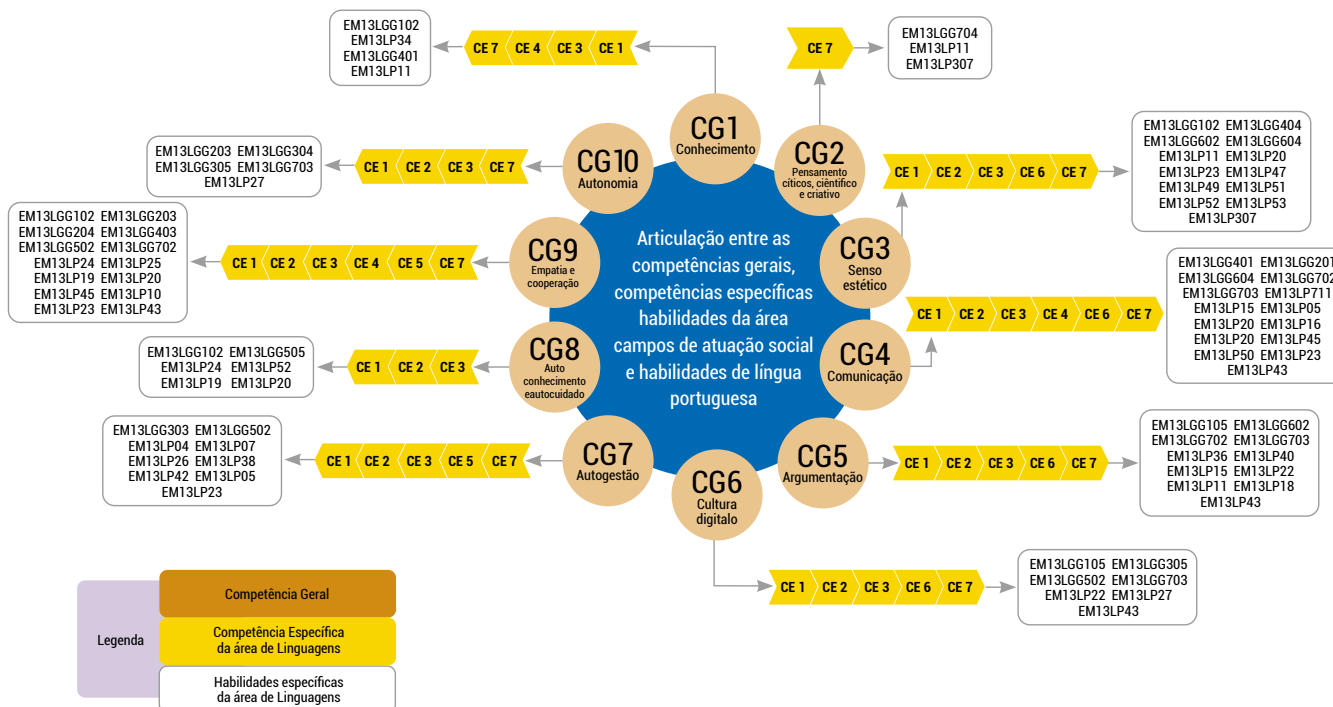 EM13LGG102
EM13LP34
EM13LGG401
EM13LP11
CE 7 CE 4 CE 3 CE 1
CG1
Conhecimento
CE 7
EM13LGG704
EM13LP11
EM13LP307
CG2
Pensamento
cíticos, ciêntífico
e criativo
CE 1 CE 2 CE 3 CE 6 CE 7
EM13LGG102 EM13LGG404
EM13LGG602 EM13LGG604
EM13LP11 EM13LP20
EM13LP23 EM13LP47
EM13LP49 EM13LP51
EM13LP52 EM13LP53
EM13LP307
CG3
Senso
estético
CE 1 CE 2 CE 3 CE 4 CE 6 CE 7
EM13LGG401 EM13LGG201
EM13LGG604 EM13LGG702
EM13LGG703 EM13LP711
EM13LP15 EM13LP05
EM13LP20 EM13LP16
EM13LP20 EM13LP45
EM13LP50 EM13LP23
EM13LP43
CG4
Comunicação
CG5
Argumentação
CE 1 CE 2 CE 3 CE 6 CE 7
EM13LGG105 EM13LGG602
EM13LGG702 EM13LGG703
EM13LP36 EM13LP40
EM13LP15 EM13LP22
EM13LP11 EM13LP18
EM13LP43
CG6
Cultura
digitalo
CE 1 CE 2 CE 3 CE 6 CE 7
EM13LGG105 EM13LGG305
EM13LGG502 EM13LGG703
EM13LP22 EM13LP27
EM13LP43
CG7
Autogestão
CE 1 CE 2 CE 3 CE 5 CE 7
EM13LGG303 EM13LGG502
EM13LP04 EM13LP07
EM13LP26 EM13LP38
EM13LP42 EM13LP05
EM13LP23
CG8
Auto
conhecimento
eautocuidado
CE 1 CE 2 CE 3
EM13LGG102 EM13LGG505
EM13LP24 EM13LP52
EM13LP19 EM13LP20
CG9
Empatia e
cooperação
CE 1 CE 2 CE 3 CE 4 CE 5 CE 7
EM13LGG102 EM13LGG203
EM13LGG204 EM13LGG403
EM13LGG502 EM13LGG702
EM13LP24 EM13LP25
EM13LP19 EM13LP20
EM13LP45 EM13LP10
EM13LP23 EM13LP43
CG10
Autonomia
CE 1 CE 2 CE 3 CE 7
EM13LGG203 EM13LGG304
EM13LGG305 EM13LGG703
EM13LP27
Articulação entre as
competências gerais,
competências específicas
habilidades da área
campos de atuação social
e habilidades de língua
portuguesa
Legenda
Competência Geral
Competência Específica
da área de Linguagens
Habilidades específicas
da área de Linguagens